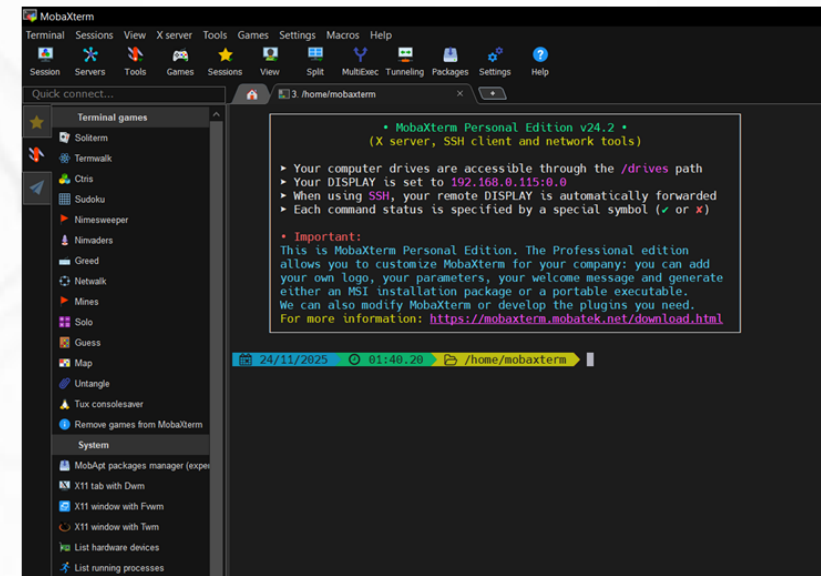 MobaXterm
Terminal Sessions View X server Tools Games Settings Macros Help
Session Servers Tools Games Sessions View Split MultiExec Tunneling Packages Settings Help
Quick connect...
3. /home/mobaxterm
Terminal games
Soliterm
Termwalk
Ctris
Sudoku
Nimesweeper
Ninvaders
Greed
Netwalk
Mines
Solo
Guess
Map
Untangle
Tux consolesaver
Remove games from MobaXterm
System
MobApt packages manager (exper
X11 tab with Dwm
X11 window with Fvwm
X11 window with Twm
List hardware devices
List running processes
• MobaXterm Personal Edition v24.2 •
(X server, SSH client and network tools)
➤ Your computer drives are accessible through the /drives path
➤ Your DISPLAY is set to 192.168.0.115:0.0
➤ When using SSH, your remote DISPLAY is automatically forwarded
➤ Each command status is specified by a special symbol (✓ or ✗)
• Important:
This is MobaXterm Personal Edition. The Professional edition
allows you to customize MobaXterm for your company: you can add
your own logo, your parameters, your welcome message and generate
either an MSI installation package or a portable executable.
We can also modify MobaXterm or develop the plugins you need.
For more information: https://mobaxterm.mobatek.net/download.html
24/11/2025 01:40.20 /home/mobaxterm